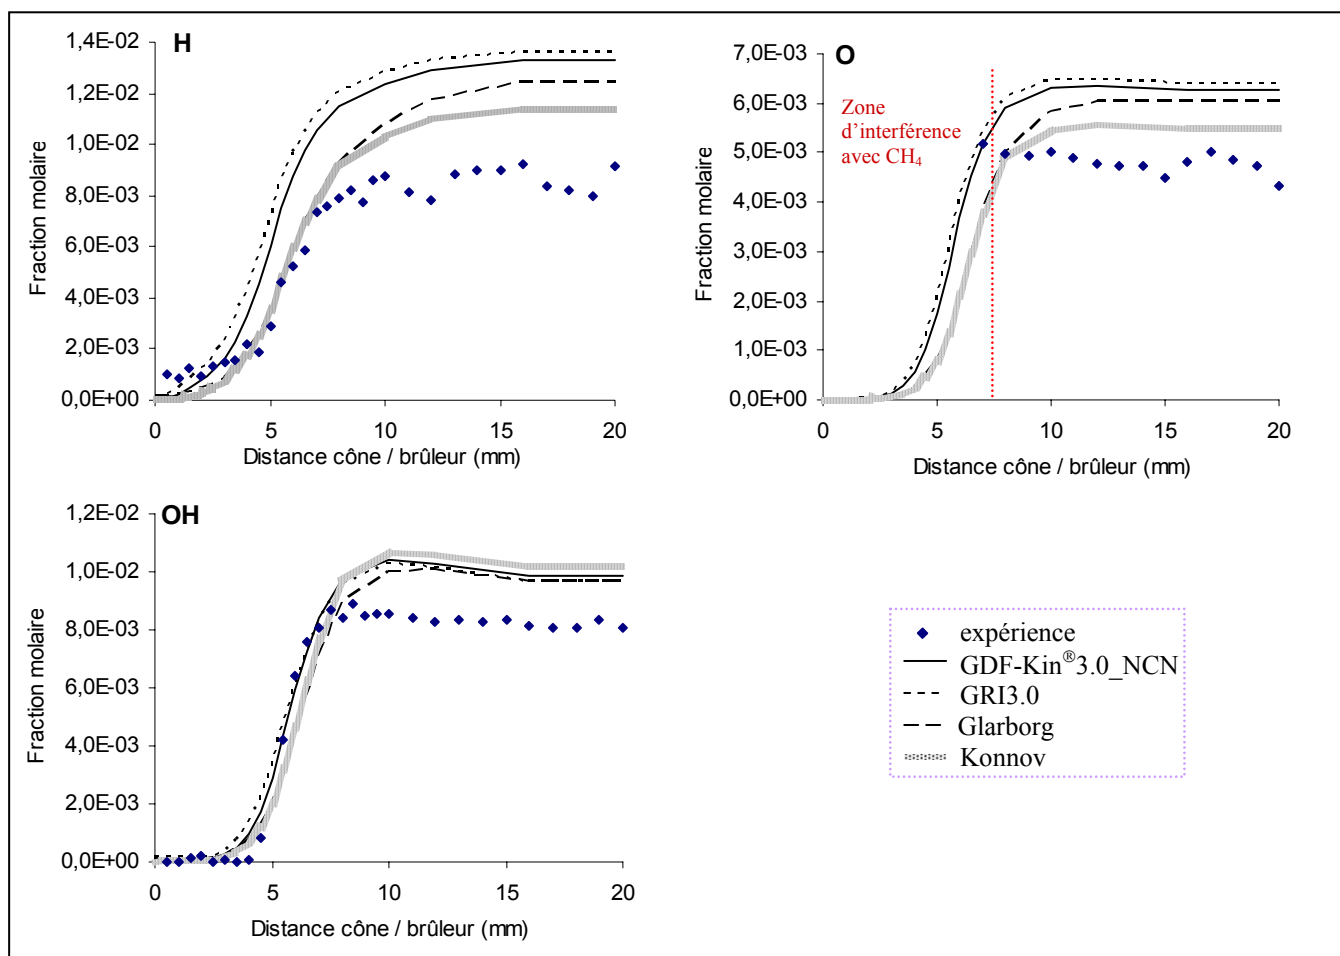 H
Fraction molaire
1,4E-02
1,2E-02
1,0E-02
8,0E-03
6,0E-03
4,0E-03
2,0E-03
0,0E+00
0 5 10 15 20
Distance cône / brûleur (mm)
O
Fraction molaire
7,0E-03
6,0E-03
5,0E-03
4,0E-03
3,0E-03
2,0E-03
1,0E-03
0,0E+00
Zone
d’interférence
avec CH₄
0 5 10 15 20
Distance cône / brûleur (mm)
OH
Fraction molaire
1,2E-02
1,0E-02
8,0E-03
6,0E-03
4,0E-03
2,0E-03
0,0E+00
0 5 10 15 20
Distance cône / brûleur (mm)
expérience
GDF-Kin®3.0_NCN
GRI3.0
Glarborg
Konnov